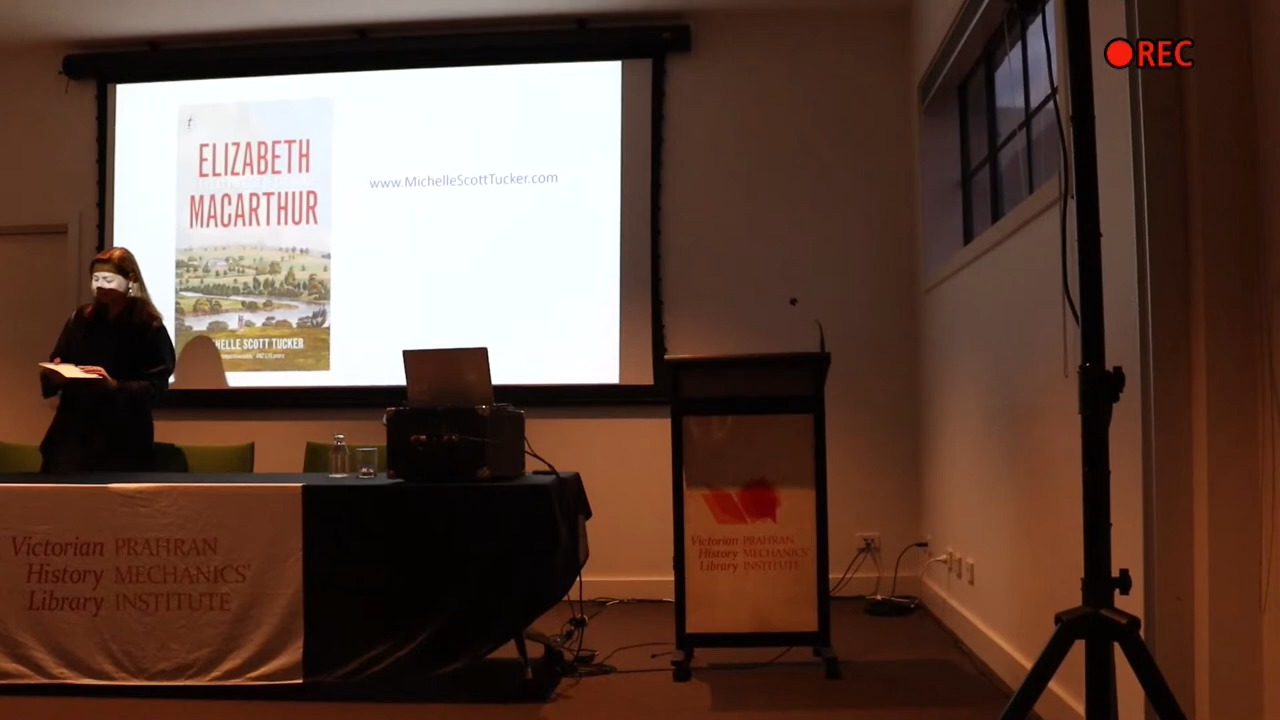 REC
ELIZABETH
MACARTHUR
www.MichelleScottTucker.com
SCOTT TUCKER
Victorian PRAHRAN
History MECHANICS'
Library INSTITUTE
Victorian PRAHRAN
History MECHANICS'
Library INSTITUTE